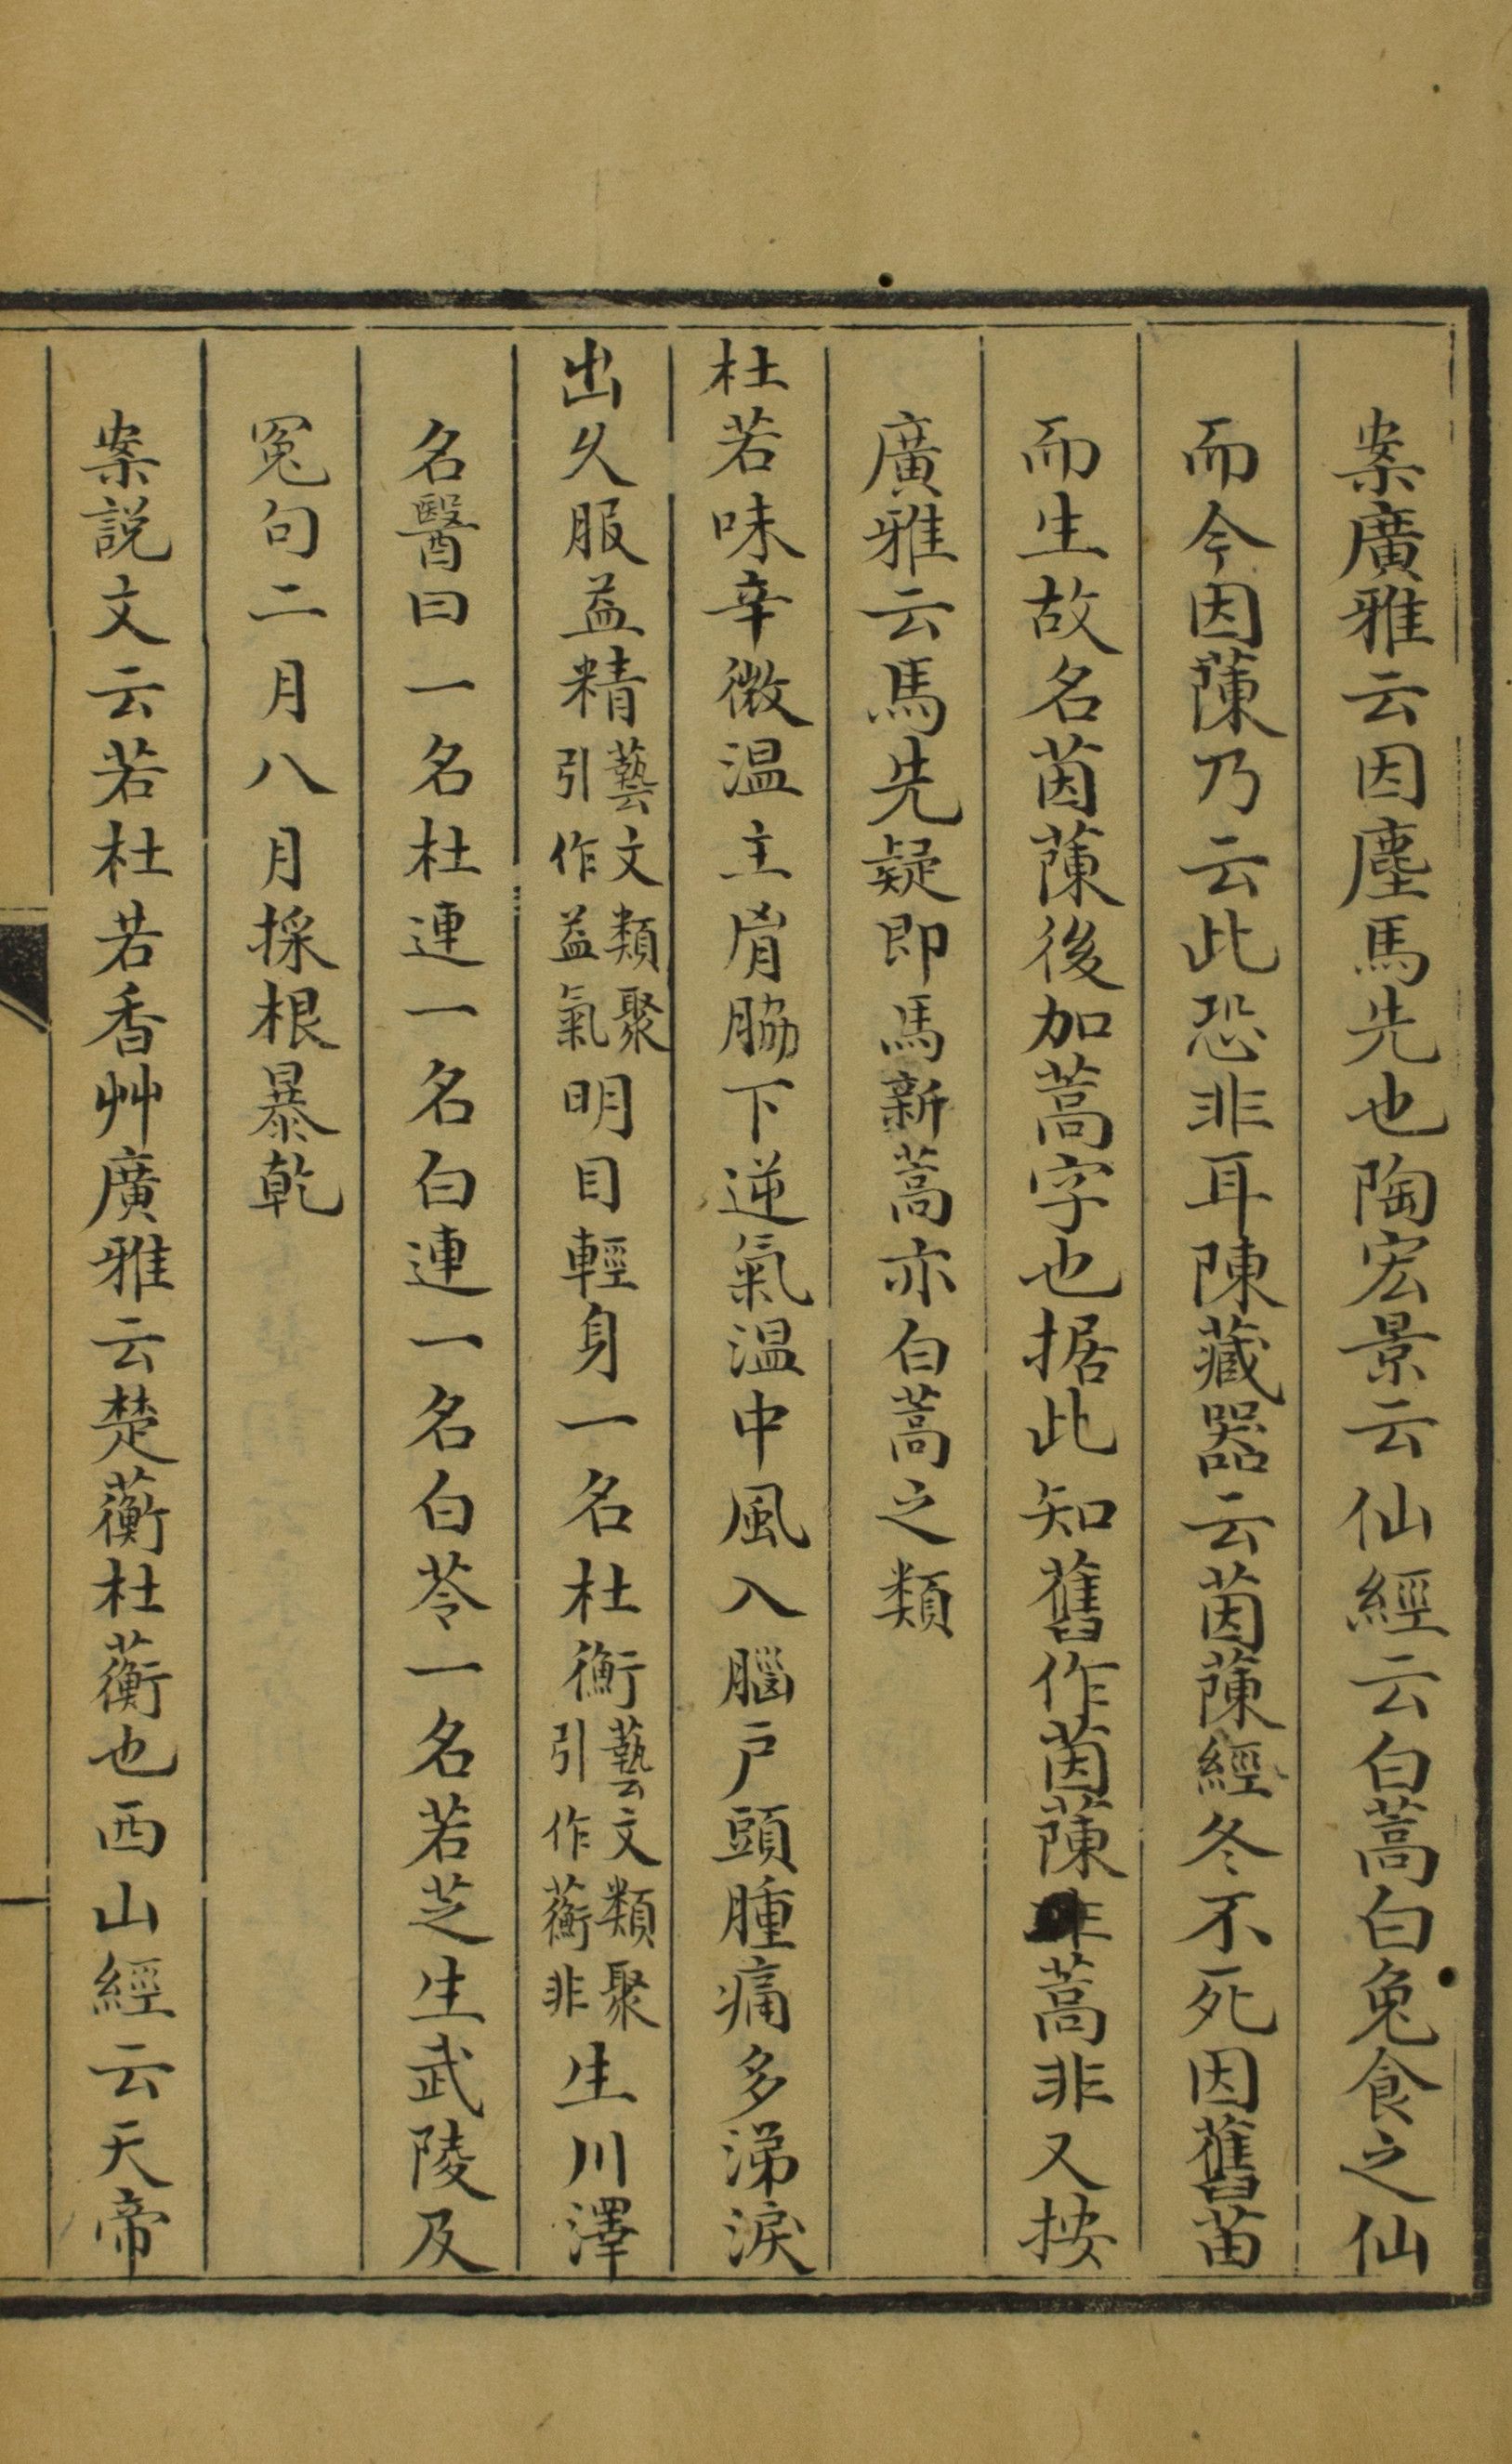 案廣雅云因塵馬先也陶宏景云仙經云白蒿白兔食之仙
而今因蔯乃云此恐非耳陳藏器云茵蔯經冬不死因舊苗
而生故名茵蔯後加蒿字也据此知舊作茵蔯蒿非又按
廣雅云馬先疑即馬新蒿亦白蒿之類
杜若味辛微温主胷脇下逆氣温中風入腦戶頭腫痛多涕淚
出久服益精藝文類聚引作益氣明目輕身一名杜衡藝文類聚引作蘅非生川澤
名醫曰一名杜連一名白連一名白苓一名若芝生武陵及
冤句二月八月採根暴乾
案說文云若杜若香艸廣雅云楚蘅杜蘅也西山經云天帝